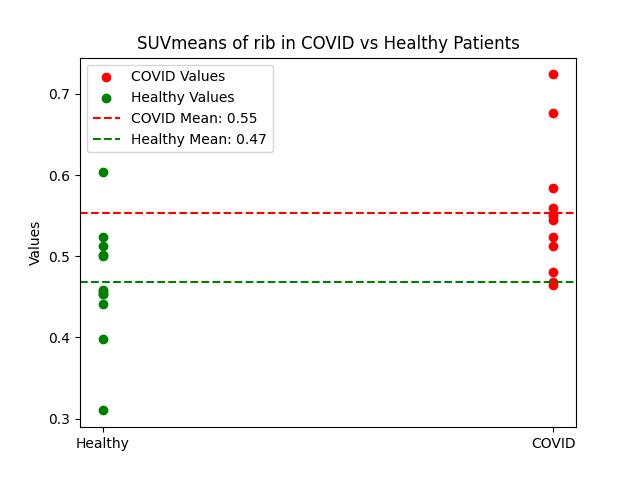 SUVmeans of rib in COVID vs Healthy Patients
COVID Values
Healthy Values
COVID Mean: 0.55
Healthy Mean: 0.47
Values
0.7
0.6
0.5
0.4
0.3
Healthy
COVID